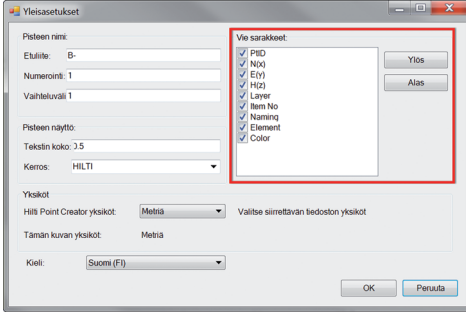 Yleisasetukset
Pisteen nimi:
Etuliite: B-
Numerointi: 1
Vaihteluväli 1
Pisteen näyttö:
Tekstin koko: 3.5
Kerros: HILTI
Vie sarakkeet:
PtID
N(x)
E(y)
H(z)
Layer
Item No
Naming
Element
Color
Ylös
Alas
Yksiköt
Hilti Point Creator yksiköt: Metriä
Valitse siirrettävän tiedoston yksiköt
Tämän kuvan yksiköt: Metriä
Kieli: Suomi (FI)
OK
Peruuta